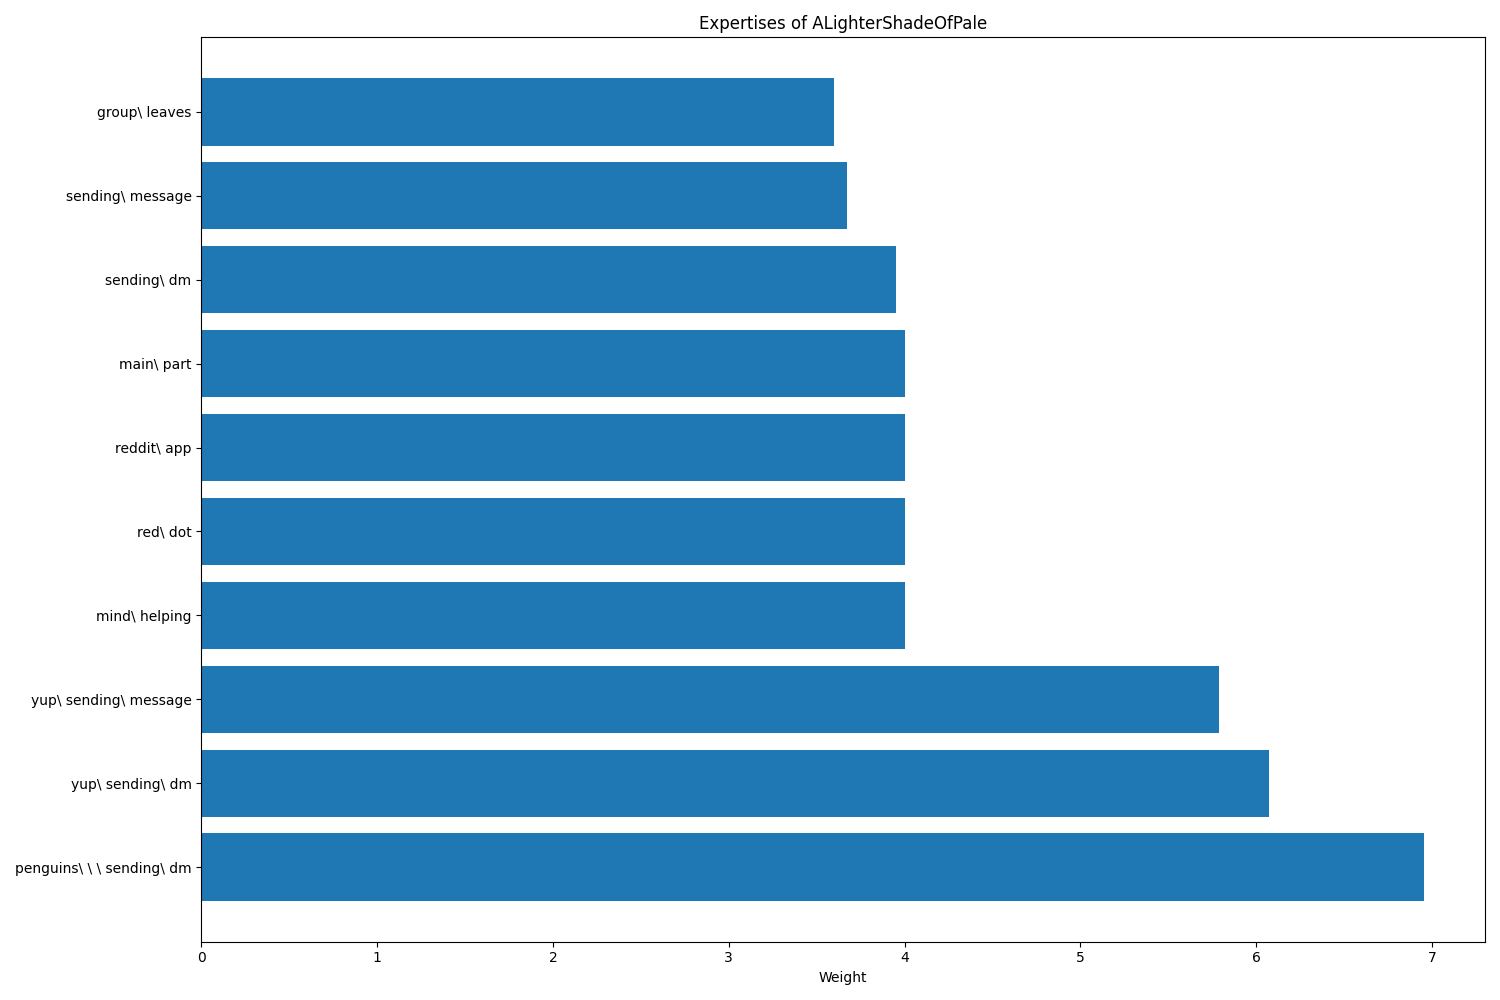 Expertises of ALighterShadeOfPale
group\ leaves
sending\ message
sending\ dm
main\ part
reddit\ app
red\ dot
mind\ helping
yup\ sending\ message
yup\ sending\ dm
penguins\ \ \ sending\ dm
0 1 2 3 4 5 6 7
Weight